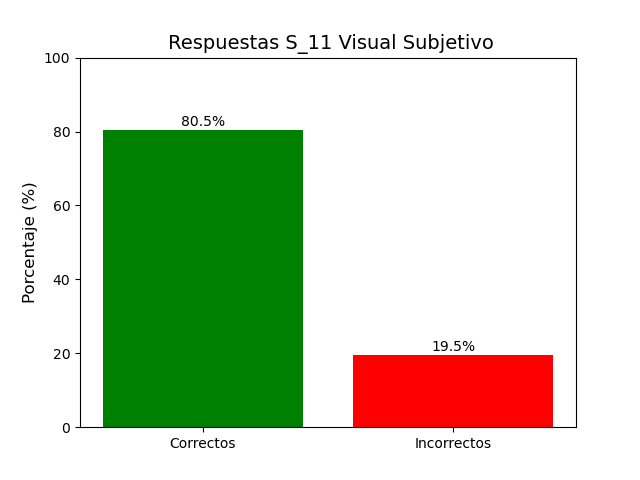 Respuestas S_11 Visual Subjetivo
Porcentaje (%)
100
80
60
40
20
0
80.5%
19.5%
Correctos
Incorrectos